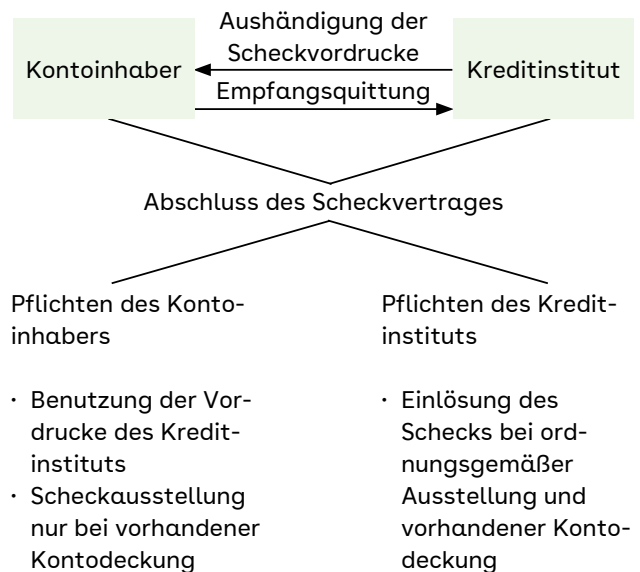 Aushändigung der
Scheckvordrucke
Kontoinhaber
Kreditinstitut
Empfangsquittung
Abschluss des Scheckvertrages
Pflichten des Konto-
inhabers
· Benutzung der Vor-
drucke des Kredit-
instituts
· Scheckausstellung
nur bei vorhandener
Kontodeckung
Pflichten des Kredit-
instituts
· Einlösung des
Schecks bei ord-
nungsgemäßer
Ausstellung und
vorhandener Konto-
deckung